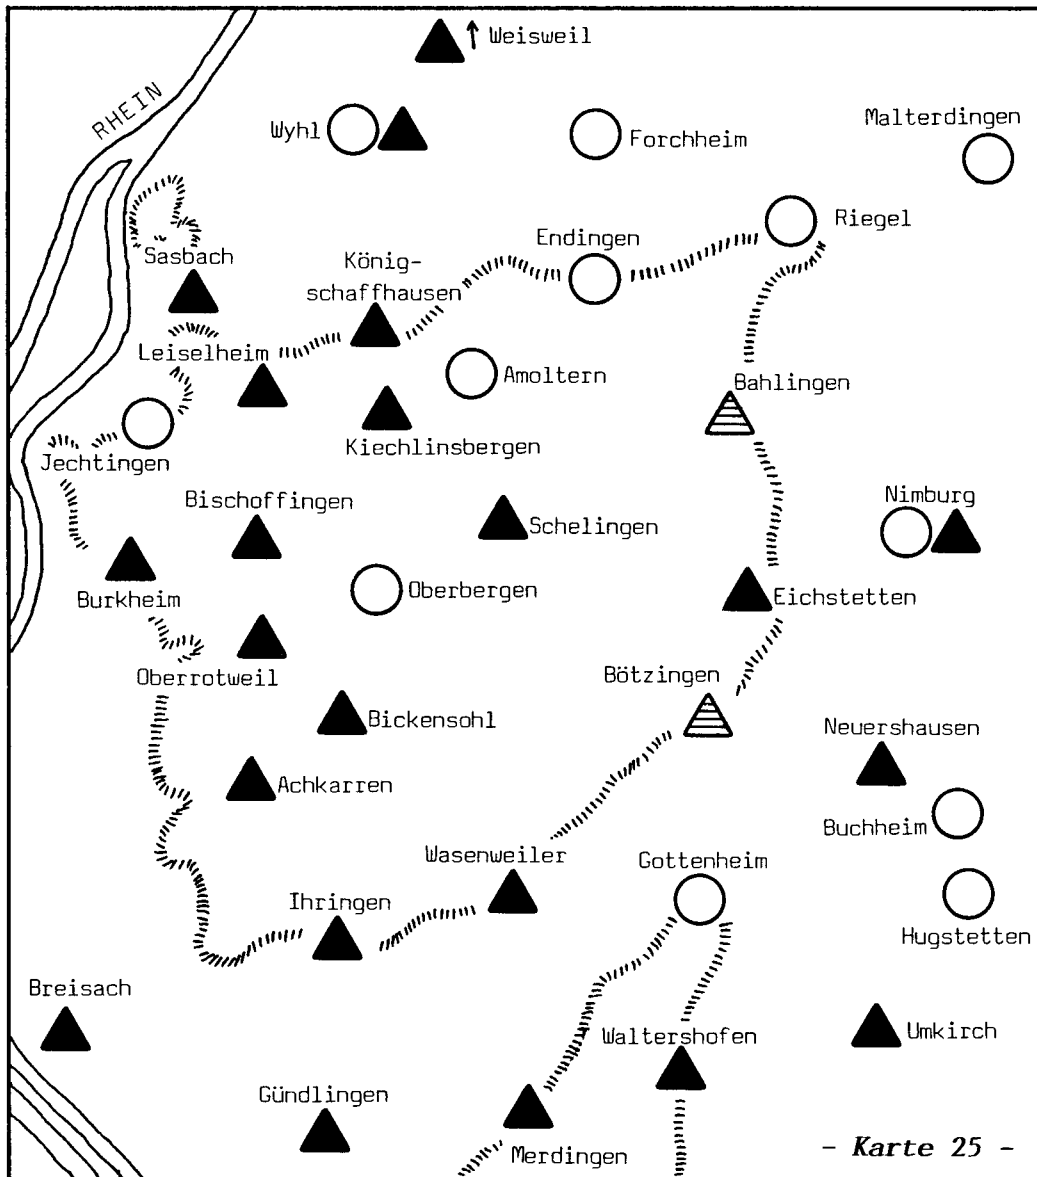 Weisweil
RHEIN
Wyhl
Forchheim
Malterdingen
Riegel
Endingen
Sasbach
König-
schaffhausen
Leiselheim
Amoltern
Bahlingen
Kiechlinsbergen
Jechtingen
Bischoffingen
Schelingen
Nimburg
Burkheim
Oberbergen
Eichstetten
Oberrotweil
Bötzingen
Bickensohl
Neuershausen
Achkarren
Buchheim
Wasenweiler
Gottenheim
Ihringen
Hugstetten
Breisach
Waltershofen
Umkirch
Gündlingen
Merdingen
- Karte 25 -